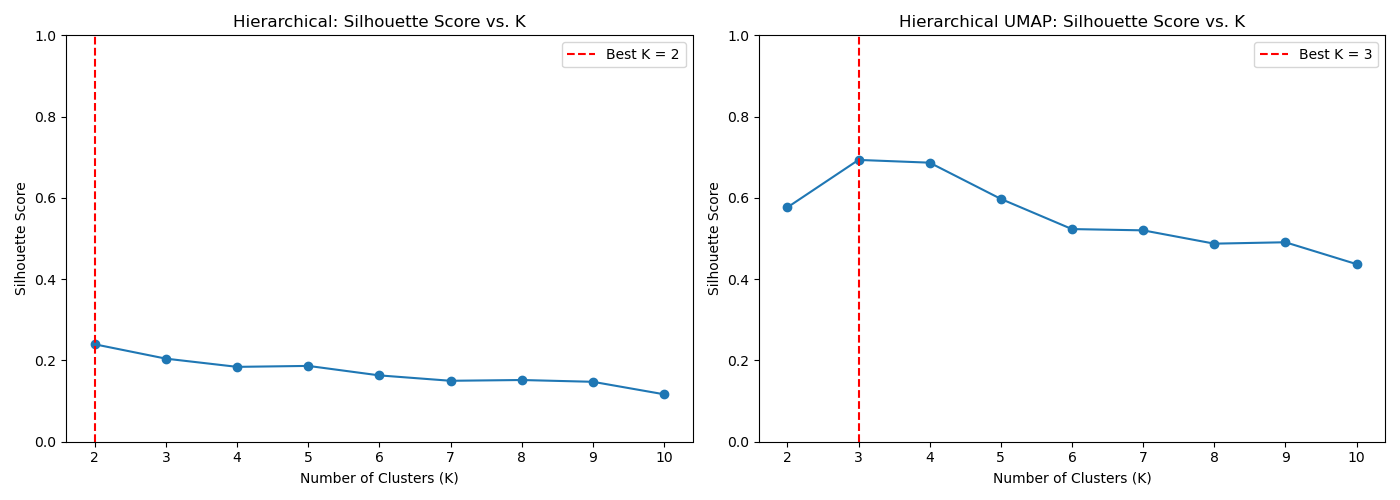 Hierarchical: Silhouette Score vs. K
Silhouette Score
1.0
0.8
0.6
0.4
0.2
0.0
Best K = 2
2 3 4 5 6 7 8 9 10
Number of Clusters (K)
Hierarchical UMAP: Silhouette Score vs. K
Silhouette Score
1.0
0.8
0.6
0.4
0.2
0.0
Best K = 3
2 3 4 5 6 7 8 9 10
Number of Clusters (K)